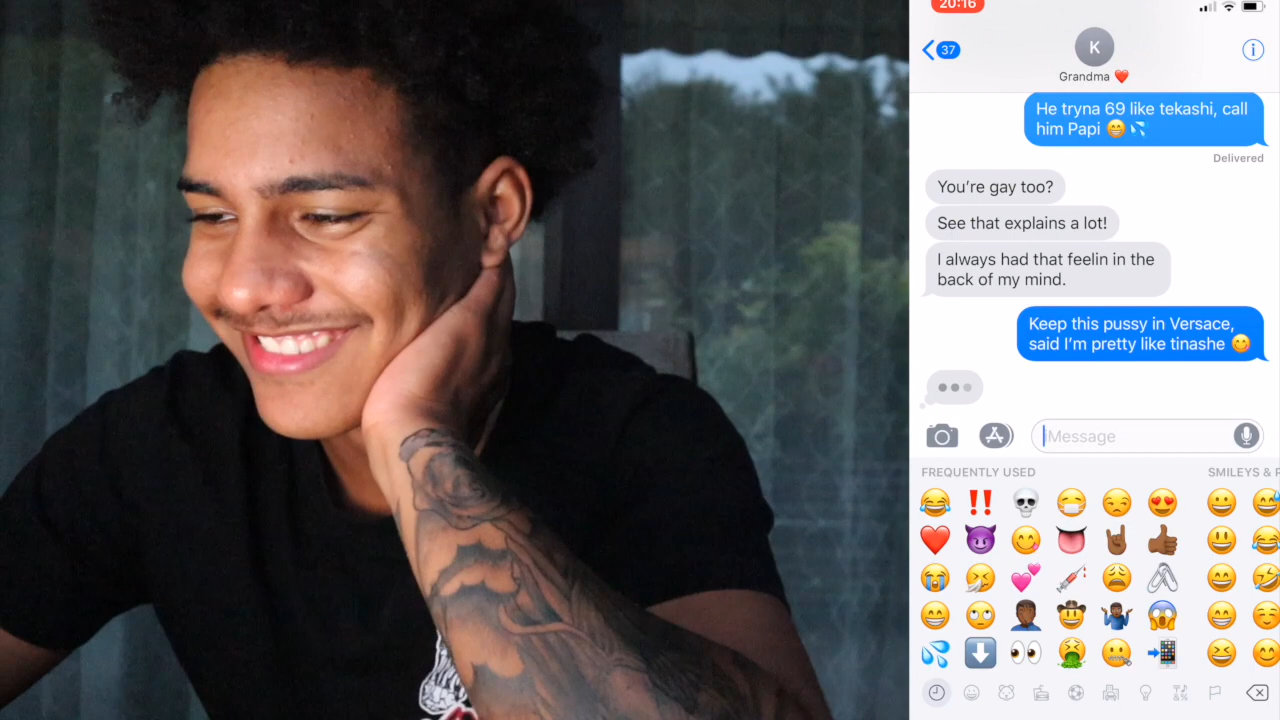 20:16
37
K
Grandma ❤️
He tryna 69 like tekashi, call
him Papi 😁💦
Delivered
You’re gay too?
See that explains a lot!
I always had that feelin in the
back of my mind.
Keep this pussy in Versace,
said I’m pretty like tinashe 😋
Message
FREQUENTLY USED
SMILEYS & P